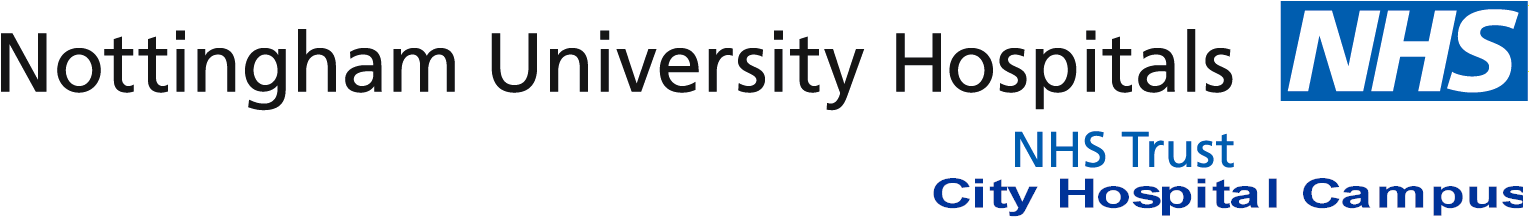 Nottingham University Hospitals NHS
NHS Trust
City Hospital Campus